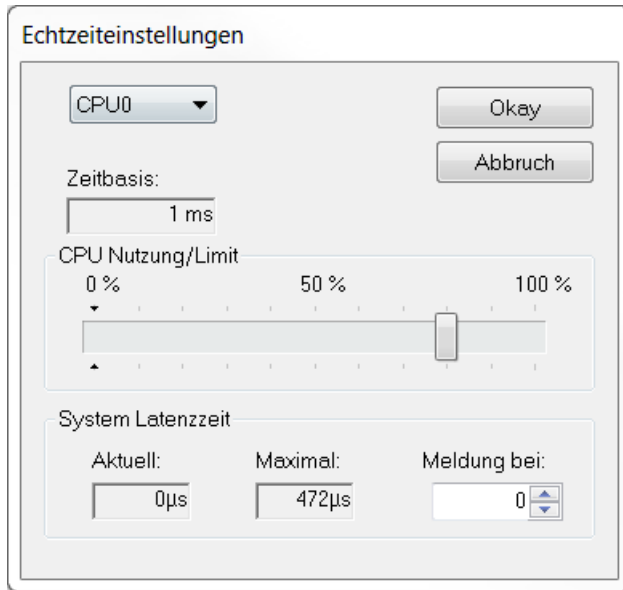 Echtzeiteinstellungen
CPU0
Okay
Abbruch
Zeitbasis:
1 ms
CPU Nutzung/Limit
0 % 50 % 100 %
System Latenzzeit
Aktuell: Maximal: Meldung bei:
0µs 472µs 0